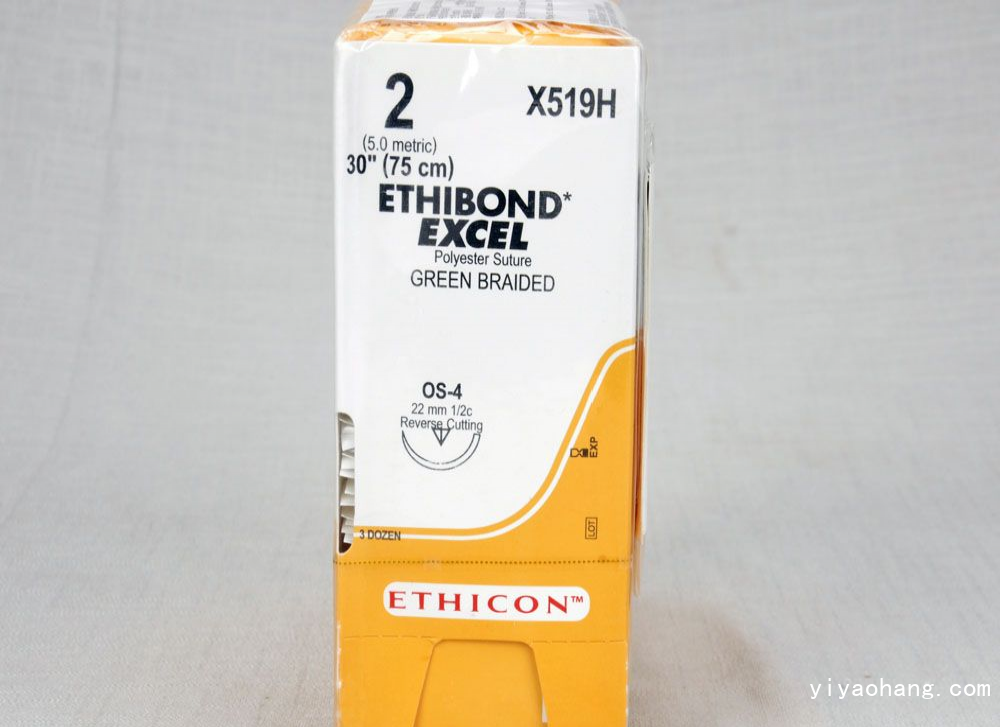 2
X519H
(5.0 metric)
30" (75 cm)
ETHIBOND*
EXCEL
Polyester Suture
GREEN BRAIDED
OS-4
22 mm 1/2c
Reverse Cutting
EXP
LOT
3 DOZEN
ETHICON™
yiyaohang.com